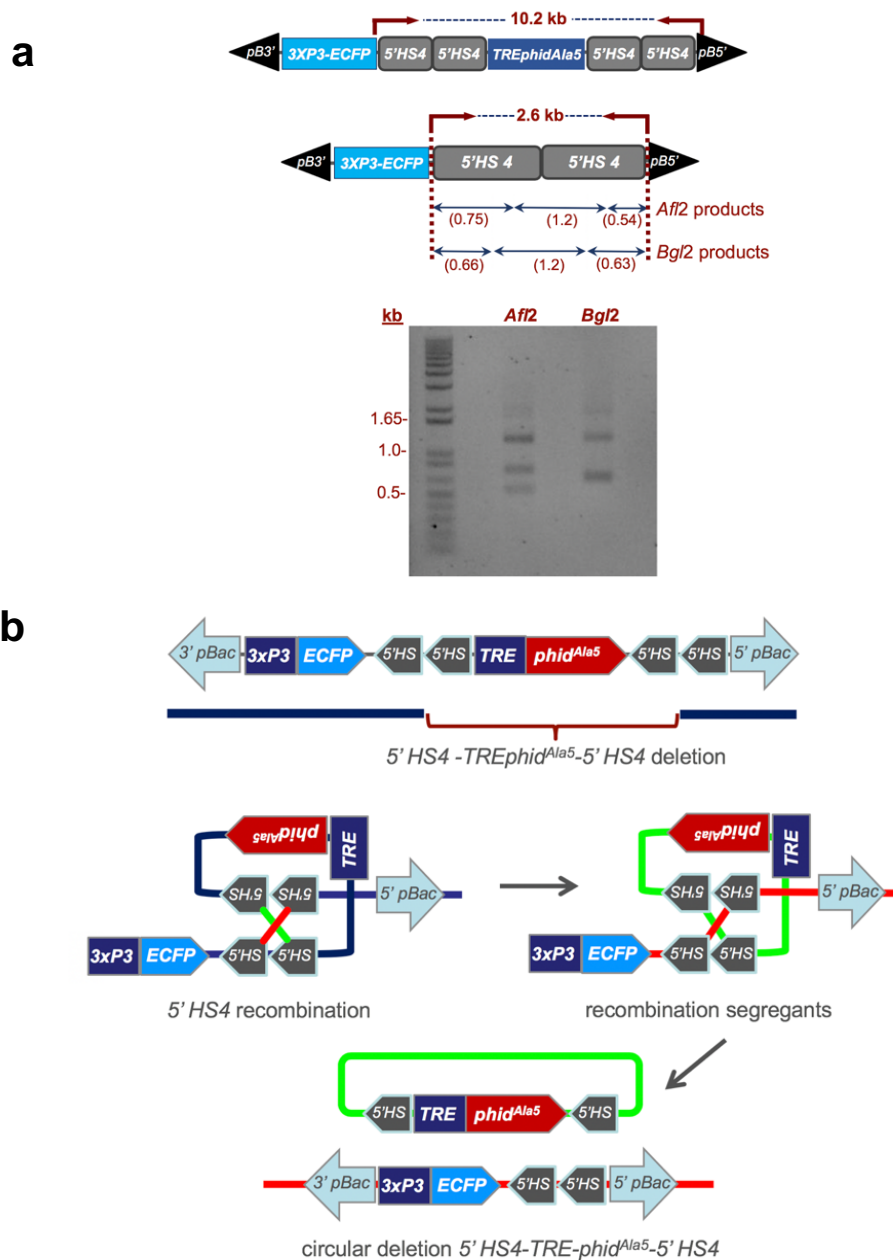 a
10.2 kb
pB3' 3XP3-ECFP 5'HS4 5'HS4 TREphidAla5 5'HS4 5'HS4 pB5'
2.6 kb
pB3' 3XP3-ECFP 5'HS 4 5'HS 4 pB5'
(0.75) (1.2) (0.54) Afl2 products
(0.66) (1.2) (0.63) Bgl2 products
kb Afl2 Bgl2
1.65-
1.0-
0.5-
b
3' pBac 3xP3 ECFP 5'HS 5'HS TRE phidAla5 5'HS 5'HS 5' pBac
5' HS4 -TREphidAla5-5' HS4 deletion
phidAla5 TRE phidAla5 TRE
5'HS 5'HS 5' pBac 5'HS 5'HS 5' pBac
3xP3 ECFP 5'HS 5'HS 3xP3 ECFP 5'HS 5'HS
5' HS4 recombination recombination segregants
5'HS TRE phidAla5 5'HS
3' pBac 3xP3 ECFP 5'HS 5'HS 5' pBac
circular deletion 5' HS4-TRE-phidAla5-5' HS4